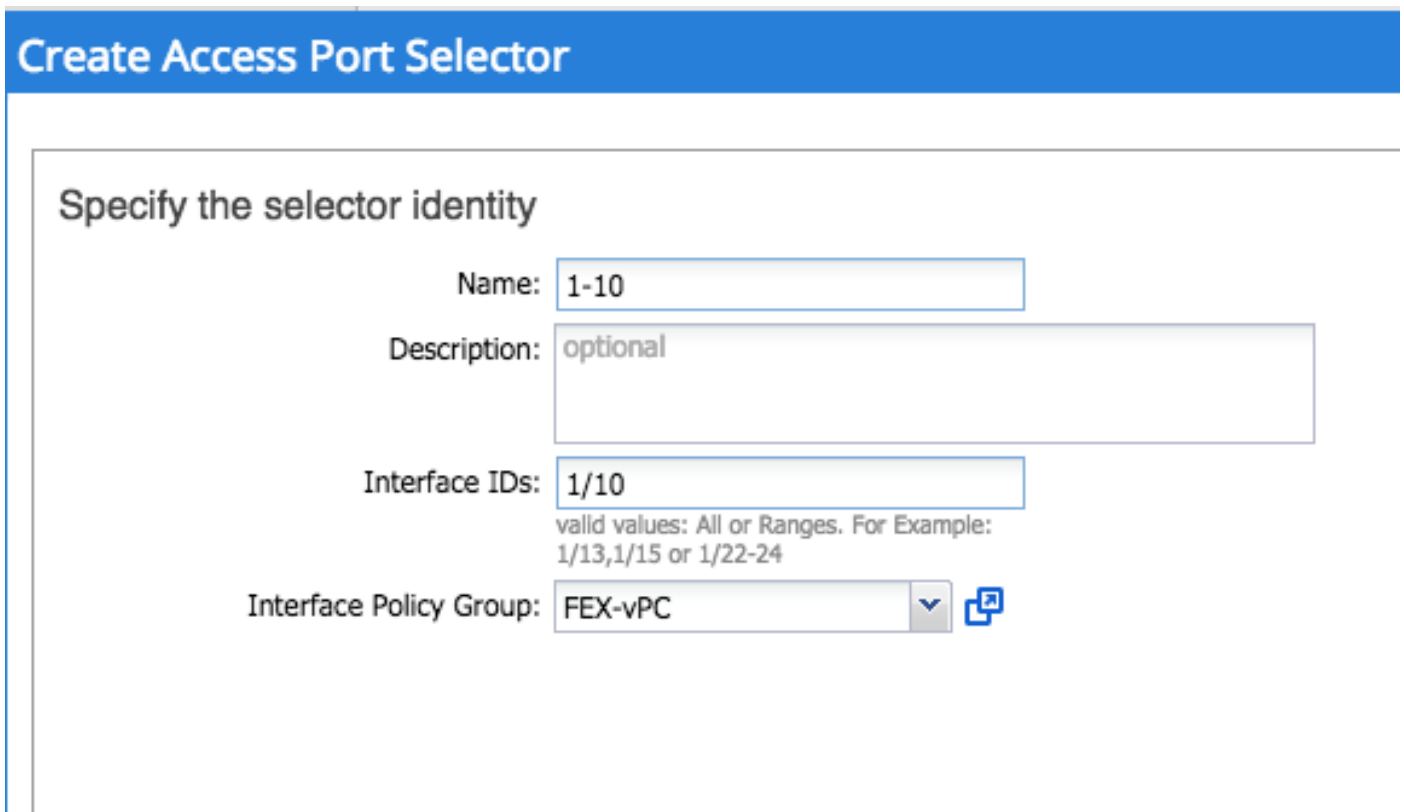 Create Access Port Selector
Specify the selector identity
Name: 1-10
Description: optional
Interface IDs: 1/10
valid values: All or Ranges. For Example:
1/13,1/15 or 1/22-24
Interface Policy Group: FEX-vPC